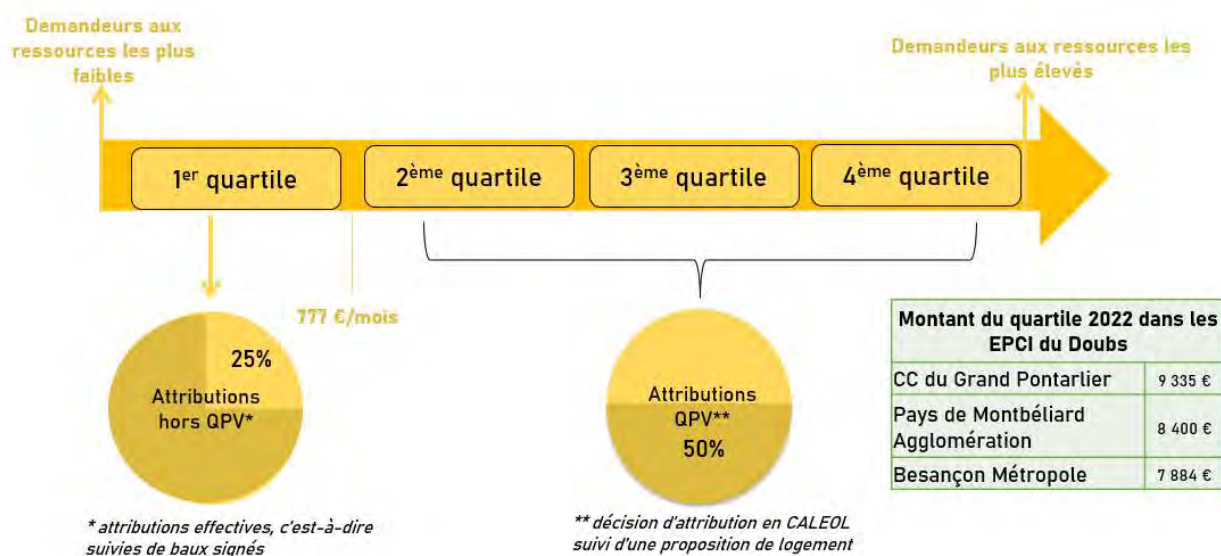 Demandeurs aux
ressources les plus
faibles
Demandeurs aux ressources les
plus élevés
1er quartile
2ème quartile
3ème quartile
4ème quartile
777 €/mois
25%
Attributions
hors QPV*
Attributions
QPV**
50%
Montant du quartile 2022 dans les
EPCI du Doubs
CC du Grand Pontarlier 9 335 €
Pays de Montbéliard
Agglomération 8 400 €
Besançon Métropole 7 884 €
* attributions effectives, c'est-à-dire
suivies de baux signés
** décision d'attribution en CALEOL
suivi d'une proposition de logement